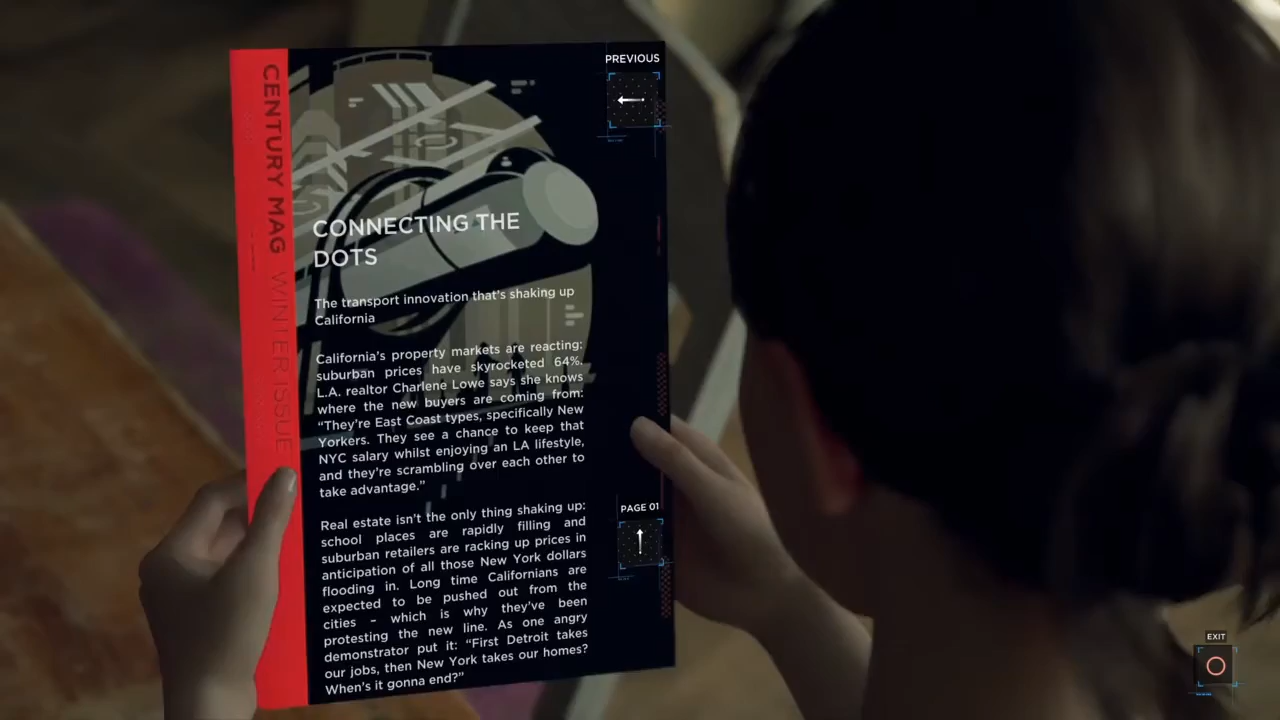 PREVIOUS
CENTURY MAG WINTER ISSUE
CONNECTING THE
DOTS
The transport innovation that's shaking up
California
California's property markets are reacting:
suburban prices have skyrocketed 64%.
L.A. realtor Charlene Lowe says she knows
where the new buyers are coming from:
“They're East Coast types, specifically New
Yorkers. They see a chance to keep that
NYC salary whilst enjoying an LA lifestyle,
and they're scrambling over each other to
take advantage.”
PAGE 01
Real estate isn't the only thing shaking up:
school places are rapidly filling and
suburban retailers are racking up prices in
anticipation of all those New York dollars
flooding in. Long time Californians are
expected to be pushed out from the
cities – which is why they've been
protesting the new line. As one angry
demonstrator put it: “First Detroit takes
our jobs, then New York takes our homes?
When's it gonna end?”
EXIT